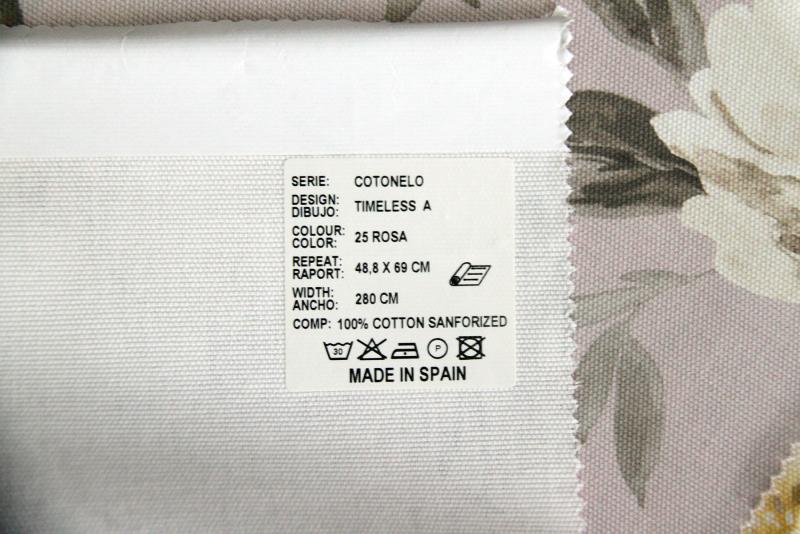 SERIE: COTONELO
DESIGN:
DIBUJO: TIMELESS A
COLOUR:
COLOR: 25 ROSA
REPEAT:
RAPORT: 48,8 X 69 CM
WIDTH:
ANCHO: 280 CM
COMP: 100% COTTON SANFORIZED
30 P
MADE IN SPAIN